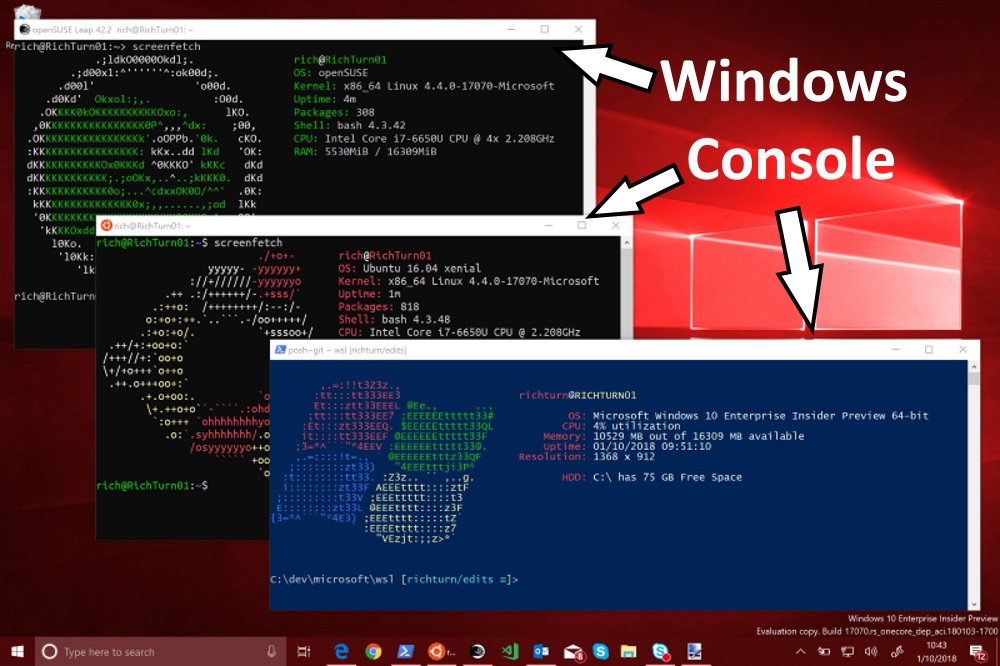 openSUSE Leap 42.2 rich@RichTurn01: ~
rich@RichTurn01:~> screenfetch
rich@RichTurn01
OS: openSUSE
Kernel: x86_64 Linux 4.4.0-17070-Microsoft
Uptime: 4m
Packages: 308
Shell: bash 4.3.42
CPU: Intel Core i7-6650U CPU @ 4x 2.208GHz
RAM: 5530MiB / 16309MiB
rich@RichTurn
Windows
Console
rich@RichTurn01: ~
rich@RichTurn01:~$ screenfetch
rich@RichTurn01
OS: Ubuntu 16.04 xenial
Kernel: x86_64 Linux 4.4.0-17070-Microsoft
Uptime: 1m
Packages: 818
Shell: bash 4.3.48
CPU: Intel Core i7-6650U CPU @ 2.208GHz
rich@RichTurn01:~$
posh~git ~ wsl [richturn/edits]
richturn@RICHTURN01
OS: Microsoft Windows 10 Enterprise Insider Preview 64-bit
CPU: 4% utilization
Memory: 10529 MB out of 16309 MB available
Uptime: 01/10/2018 09:51:10
Resolution: 1368 x 912
HDD: C:\ has 75 GB Free Space
C:\dev\microsoft\wsl [richturn/edits ≡]>
Windows 10 Enterprise Insider Preview
Evaluation copy. Build 17070.rs_onecore_dep_aci.180103-1700
Type here to search
r...
8
10:43
1/10/2018
12